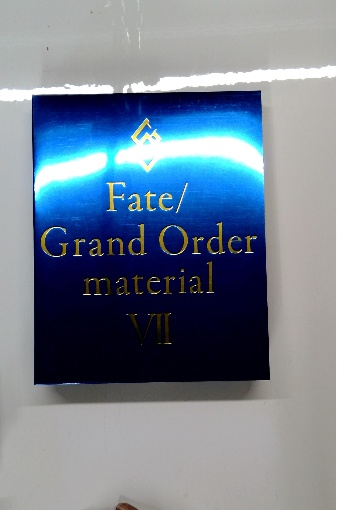 Fate/
Grand Order
material
VII